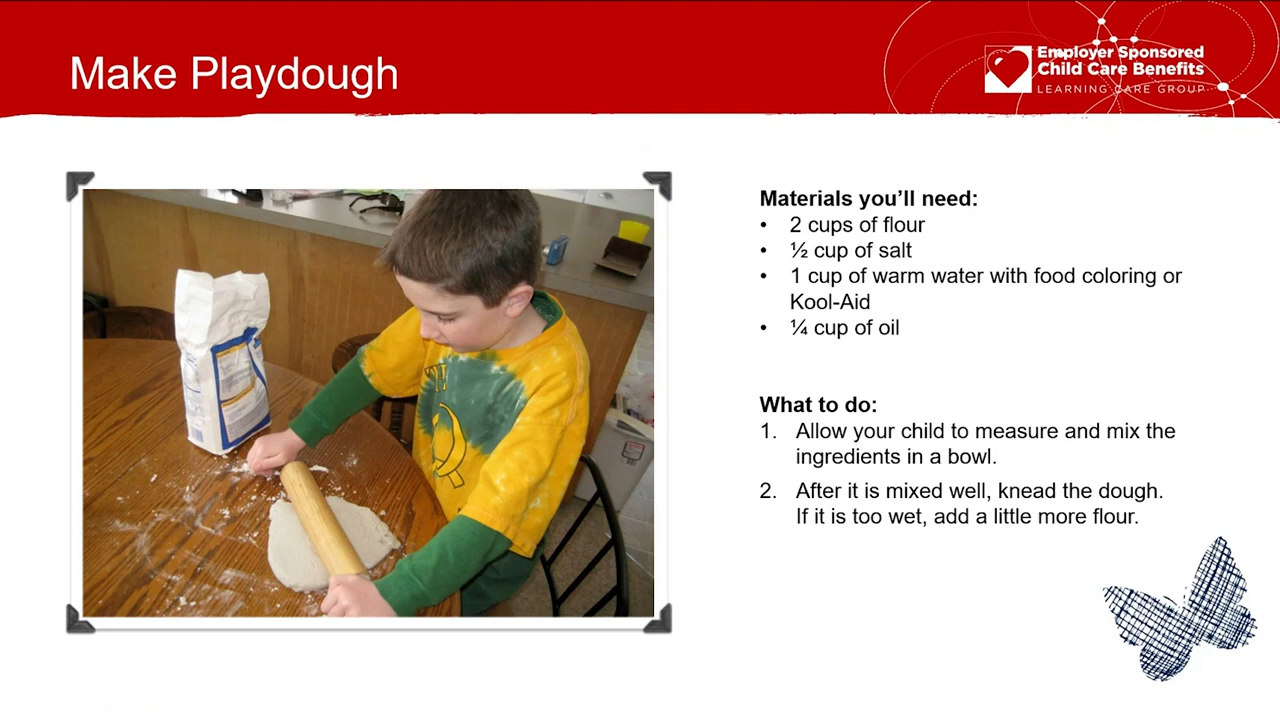 Make Playdough
Employer Sponsored
Child Care Benefits
LEARNING CARE GROUP
Materials you’ll need:
• 2 cups of flour
• ½ cup of salt
• 1 cup of warm water with food coloring or
Kool-Aid
• ¼ cup of oil
What to do:
1. Allow your child to measure and mix the
ingredients in a bowl.
2. After it is mixed well, knead the dough.
If it is too wet, add a little more flour.